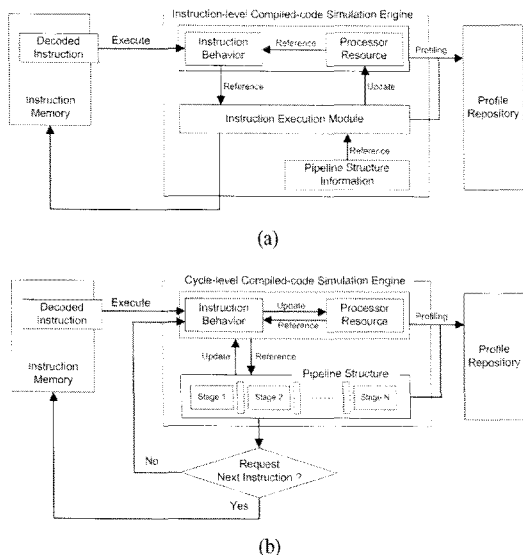 Instruction-level Compiled-code Simulation Engine
Decoded
Instruction
Execute
Instruction
Behavior
Reference
Processor
Resource
Profiling
Reference
Update
Instruction
Memory
Instruction Execution Module
Profile
Repository
Reference
Pipeline Structure
Information
(a)
Cycle-level Compiled-code Simulation Engine
Decoded
Instruction
Execute
Instruction
Behavior
Update
Reference
Processor
Resource
Profiling
Instruction
Memory
Update
Reference
Profile
Repository
Pipeline Structure
Stage 1
Stage 2
........
Stage N
No
Request
Next Instruction ?
Yes
(b)